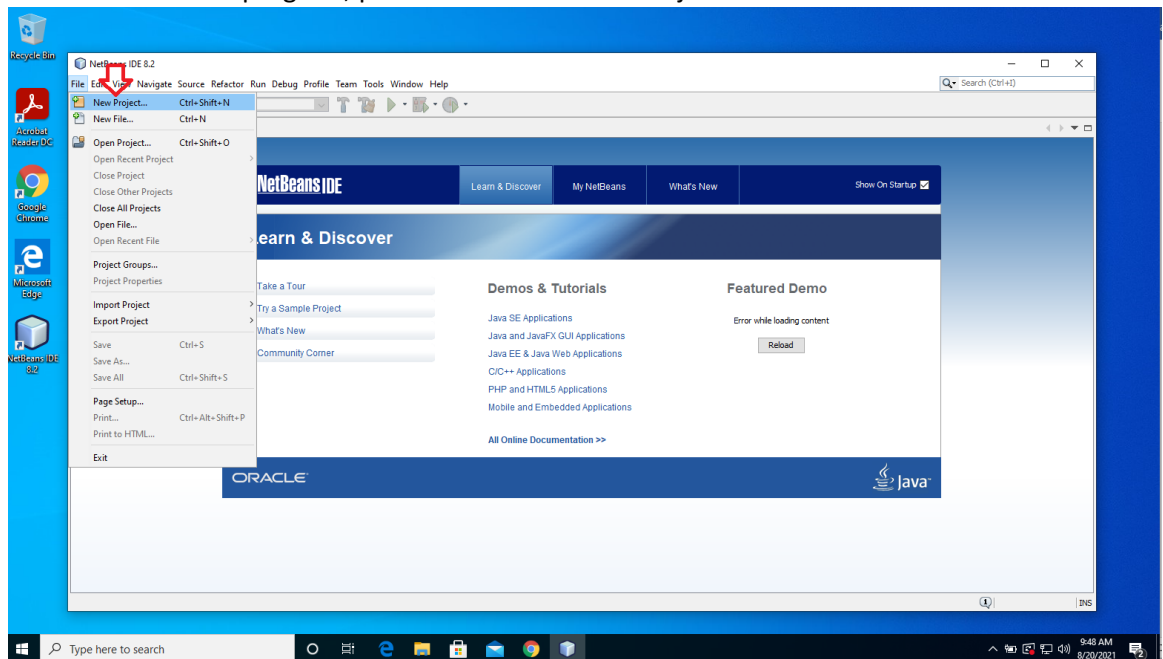 Recycle Bin
NetBeans IDE 8.2
File Edit View Navigate Source Refactor Run Debug Profile Team Tools Window Help
Search (Ctrl+I)
New Project... Ctrl+Shift+N
New File... Ctrl+N
Open Project... Ctrl+Shift+O
Open Recent Project
Close Project
Close Other Projects
Close All Projects
Open File...
Open Recent File
Project Groups...
Project Properties
Import Project
Export Project
Save Ctrl+S
Save As...
Save All Ctrl+Shift+S
Page Setup...
Print... Ctrl+Alt+Shift+P
Print to HTML...
Exit
Acrobat
Reader DC
Google
Chrome
Microsoft
Edge
NetBeans IDE
8.2
NetBeans IDE
Learn & Discover
My NetBeans
What's New
Show On Startup
earn & Discover
Take a Tour
Try a Sample Project
What's New
Community Corner
Demos & Tutorials
Java SE Applications
Java and JavaFX GUI Applications
Java EE & Java Web Applications
C/C++ Applications
PHP and HTML5 Applications
Mobile and Embedded Applications
All Online Documentation >>
Featured Demo
Error while loading content
Reload
ORACLE
Java
1
INS
Type here to search
9:48 AM
8/20/2021
2